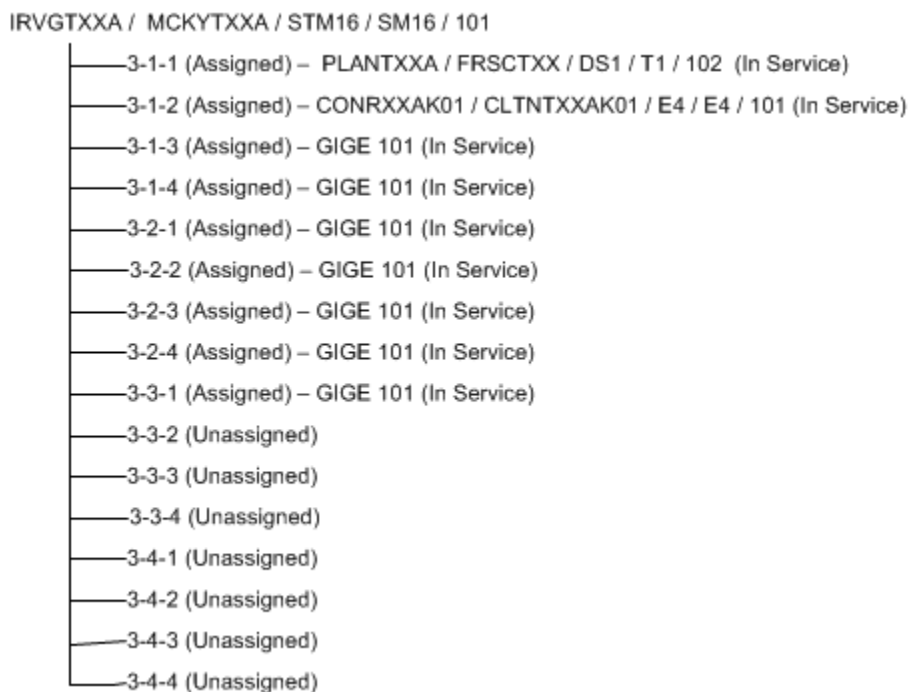 IRVGTXXA / MCKYTXXA / STM16 / SM16 / 101
3-1-1 (Assigned) – PLANTXXA / FRSCTXX / DS1 / T1 / 102 (In Service)
3-1-2 (Assigned) – CONRXXAK01 / CLTNTXXAK01 / E4 / E4 / 101 (In Service)
3-1-3 (Assigned) – GIGE 101 (In Service)
3-1-4 (Assigned) – GIGE 101 (In Service)
3-2-1 (Assigned) – GIGE 101 (In Service)
3-2-2 (Assigned) – GIGE 101 (In Service)
3-2-3 (Assigned) – GIGE 101 (In Service)
3-2-4 (Assigned) – GIGE 101 (In Service)
3-3-1 (Assigned) – GIGE 101 (In Service)
3-3-2 (Unassigned)
3-3-3 (Unassigned)
3-3-4 (Unassigned)
3-4-1 (Unassigned)
3-4-2 (Unassigned)
3-4-3 (Unassigned)
3-4-4 (Unassigned)